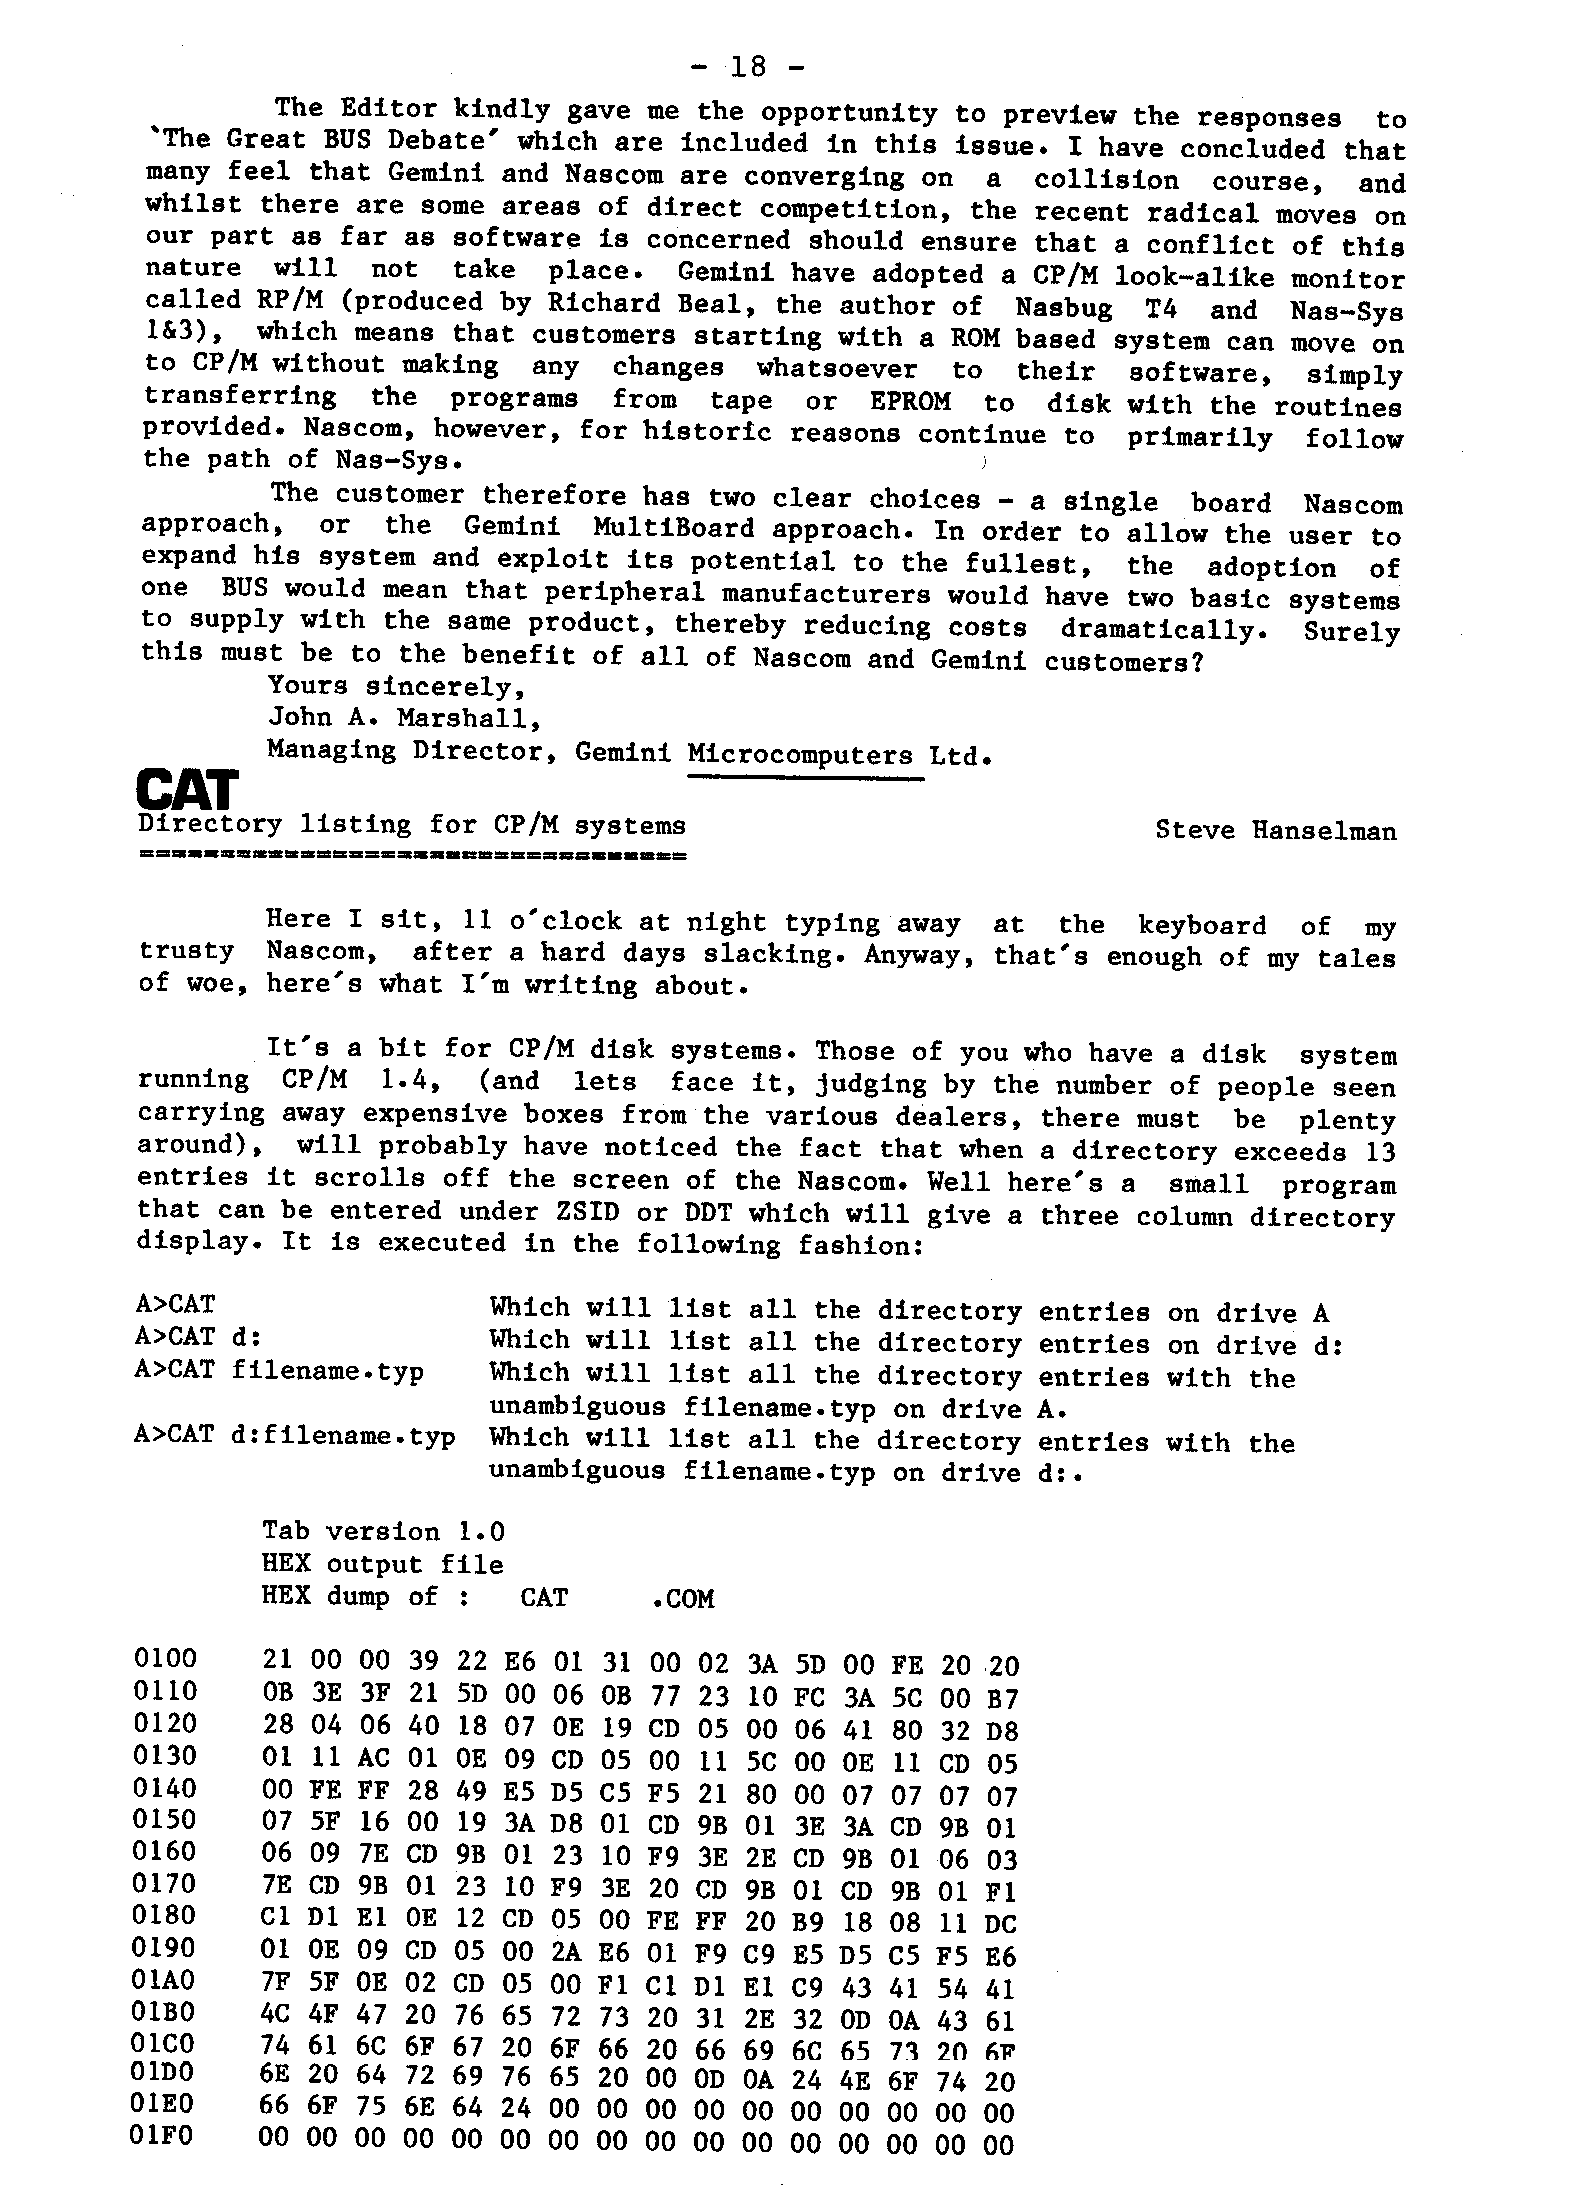 - 18 -
The Editor kindly gave me the opportunity to preview the responses to
`The Great BUS Debate' which are included in this issue. I have concluded that
many feel that Gemini and Nascom are converging on a collision course, and
whilst there are some areas of direct competition, the recent radical moves on
our part as far as software is concerned should ensure that a conflict of this
nature will not take place. Gemini have adopted a CP/M look-alike monitor
called RP/M (produced by Richard Beal, the author of Nasbug T4 and Nas-Sys
1&3), which means that customers starting with a ROM based system can move on
to CP/M without making any changes whatsoever to their software, simply
transferring the programs from tape or EPROM to disk with the routines
provided. Nascom, however, for historic reasons continue to primarily follow
the path of Nas-Sys.
The customer therefore has two clear choices - a single board Nascom
approach, or the Gemini MultiBoard approach. In order to allow the user to
expand his system and exploit its potential to the fullest, the adoption of
one BUS would mean that peripheral manufacturers would have two basic systems
to supply with the same product, thereby reducing costs dramatically. Surely
this must be to the benefit of all of Nascom and Gemini customers?
Yours sincerely,
John A. Marshall,
Managing Director, Gemini Microcomputers Ltd.
CAT
Directory listing for CP/M systems Steve Hanselman
==================================
Here I sit, 11 o'clock at night typing away at the keyboard of my
trusty Nascom, after a hard days slacking. Anyway, that's enough of my tales
of woe, here's what I'm writing about.
It's a bit for CP/M disk systems. Those of you who have a disk system
running CP/M 1.4, (and lets face it, judging by the number of people seen
carrying away expensive boxes from the various dealers, there must be plenty
around), will probably have noticed the fact that when a directory exceeds 13
entries it scrolls off the screen of the Nascom. Well here's a small program
that can be entered under ZSID or DDT which will give a three column directory
display. It is executed in the following fashion:
A>CAT Which will list all the directory entries on drive A
A>CAT d: Which will list all the directory entries on drive d:
A>CAT filename.typ Which will list all the directory entries with the
unambiguous filename.typ on drive A.
A>CAT d:filename.typ Which will list all the directory entries with the
unambiguous filename.typ on drive d:.
Tab version 1.0
HEX output file
HEX dump of : CAT .COM
0100 21 00 00 39 22 E6 01 31 00 02 3A 5D 00 FE 20 20
0110 0B 3E 3F 21 5D 00 06 0B 77 23 10 FC 3A 5C 00 B7
0120 28 04 06 40 18 07 0E 19 CD 05 00 06 41 80 32 D8
0130 01 11 AC 01 0E 09 CD 05 00 11 5C 00 0E 11 CD 05
0140 00 FE FF 28 49 E5 D5 C5 F5 21 80 00 07 07 07 07
0150 07 5F 16 00 19 3A D8 01 CD 9B 01 3E 3A CD 9B 01
0160 06 09 7E CD 9B 01 23 10 F9 3E 2E CD 9B 01 06 03
0170 7E CD 9B 01 23 10 F9 3E 20 CD 9B 01 CD 9B 01 F1
0180 C1 D1 E1 0E 12 CD 05 00 FE FF 20 B9 18 08 11 DC
0190 01 0E 09 CD 05 00 2A E6 01 F9 C9 E5 D5 C5 F5 E6
01A0 7F 5F 0E 02 CD 05 00 F1 C1 D1 E1 C9 43 41 54 41
01B0 4C 4F 47 20 76 65 72 73 20 31 2E 32 0D 0A 43 61
01C0 74 61 6C 6F 67 20 6F 66 20 66 69 6C 65 73 20 6F
01D0 6E 20 64 72 69 76 65 20 00 0D 0A 24 4E 6F 74 20
01E0 66 6F 75 6E 64 24 00 00 00 00 00 00 00 00 00 00
01F0 00 00 00 00 00 00 00 00 00 00 00 00 00 00 00 00